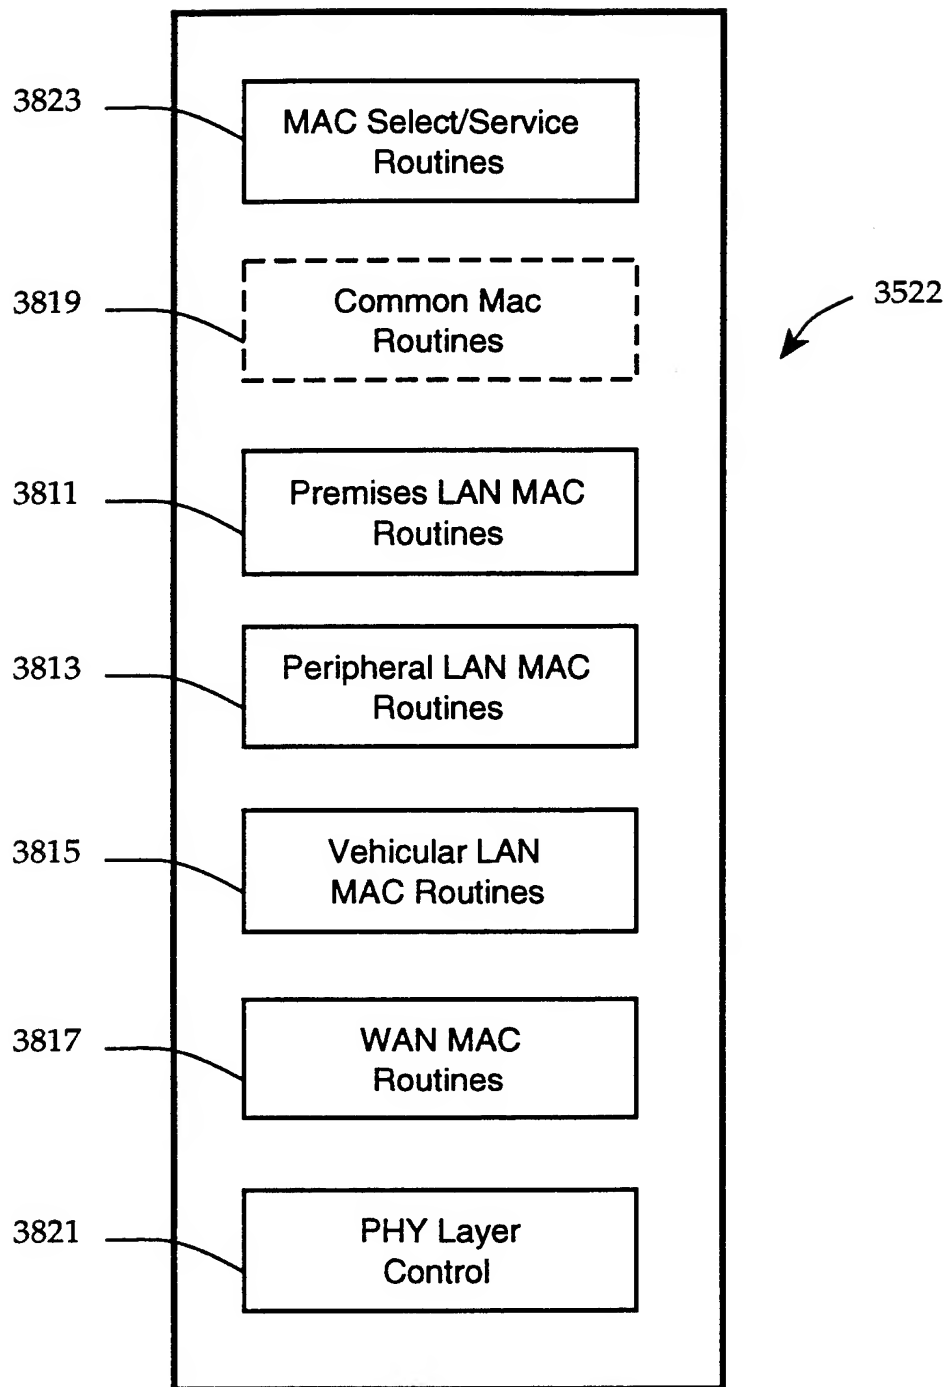 3823
MAC Select/Service
Routines
3819
Common Mac
Routines
3522
3811
Premises LAN MAC
Routines
3813
Peripheral LAN MAC
Routines
3815
Vehicular LAN
MAC Routines
3817
WAN MAC
Routines
3821
PHY Layer
Control